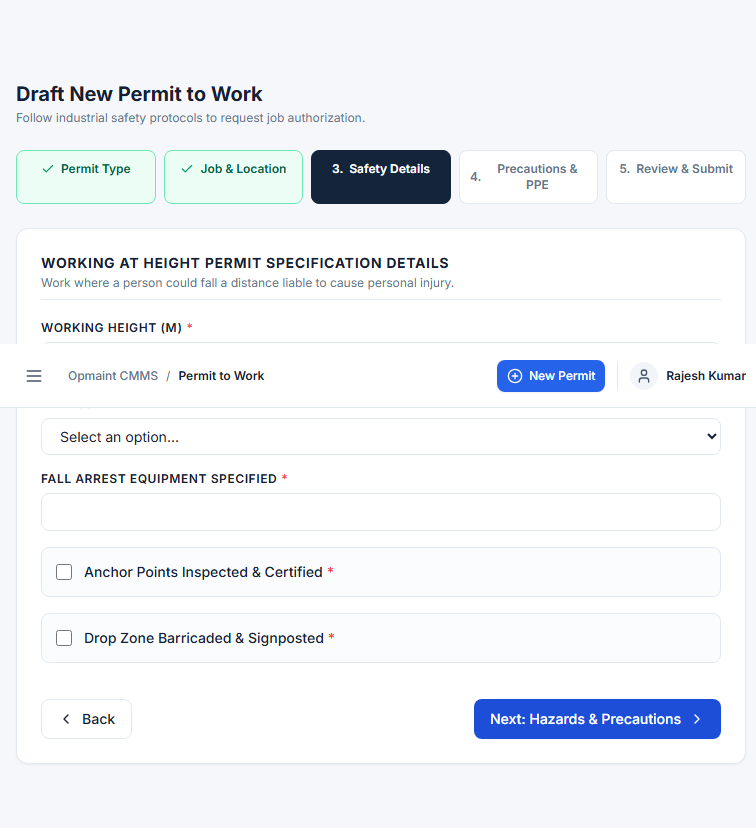 Draft New Permit to Work
Follow industrial safety protocols to request job authorization.
Permit Type
Job & Location
3. Safety Details
4. Precautions & PPE
5. Review & Submit
WORKING AT HEIGHT PERMIT SPECIFICATION DETAILS
Work where a person could fall a distance liable to cause personal injury.
WORKING HEIGHT (M) *
Opmaint CMMS / Permit to Work
New Permit
Rajesh Kumar
Select an option...
FALL ARREST EQUIPMENT SPECIFIED *
Anchor Points Inspected & Certified *
Drop Zone Barricaded & Signposted *
Back
Next: Hazards & Precautions